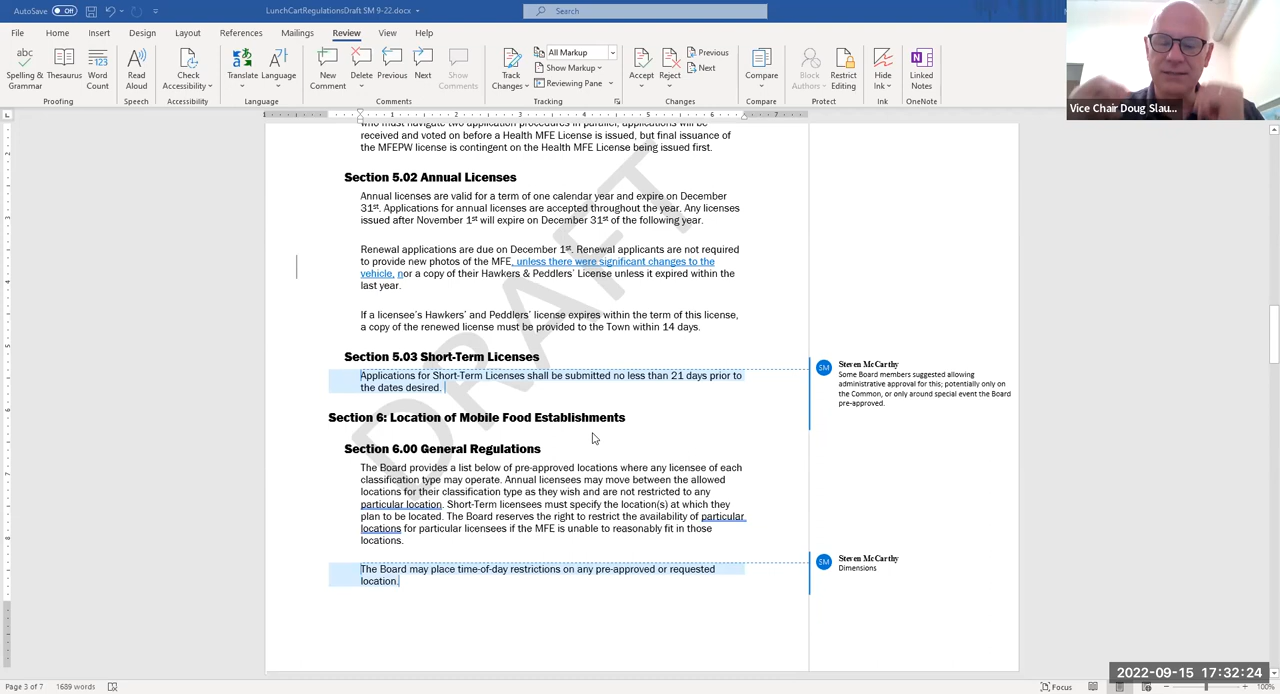 AutoSave Off LunchCartRegulationsDraft SM 9-22.docx Search
File Home Insert Draw Design Layout References Mailings Review View Help
abc
Spelling & Grammar Thesaurus Word Count Read Aloud Check Accessibility Translate Language New Comment Delete Previous Next Show Comments Track Changes All Markup Show Markup Reviewing Pane Accept Reject Previous Next Compare Block Authors Restrict Editing Hide Ink Linked Notes
Proofing Speech Accessibility Language Comments Tracking Changes Compare Protect Ink OneNote
Vice Chair Doug Slau...
who must navigate two application procedures in parallel, applications will be
received and voted on before a Health MFE License is issued, but final issuance of
the MFEPW license is contingent on the Health MFE License being issued first.
Section 5.02 Annual Licenses
Annual licenses are valid for a term of one calendar year and expire on December
31st. Applications for annual licenses are accepted throughout the year. Any licenses
issued after November 1st will expire on December 31st of the following year.
Renewal applications are due on December 1st. Renewal applicants are not required
to provide new photos of the MFE, unless there were significant changes to the
vehicle, nor a copy of their Hawkers & Peddlers' License unless it expired within the
last year.
If a licensee's Hawkers' and Peddlers' license expires within the term of this license,
a copy of the renewed license must be provided to the Town within 14 days.
Section 5.03 Short-Term Licenses
Applications for Short-Term Licenses shall be submitted no less than 21 days prior to
the dates desired.
SM Steven McCarthy
Some Board members suggested allowing
administrative approval for this; potentially only on
the Common, or only around special event the Board
pre-approved.
Section 6: Location of Mobile Food Establishments
Section 6.00 General Regulations
The Board provides a list below of pre-approved locations where any licensee of each
classification type may operate. Annual licensees may move between the allowed
locations for their classification type as they wish and are not restricted to any
particular location. Short-Term licensees must specify the location(s) at which they
plan to be located. The Board reserves the right to restrict the availability of particular
locations for particular licensees if the MFE is unable to reasonably fit in those
locations.
The Board may place time-of-day restrictions on any pre-approved or requested
location.
SM Steven McCarthy
Dimensions
DRAFT
2022-09-15 17:32:24
Page 3 of 7 1689 words Focus 100%